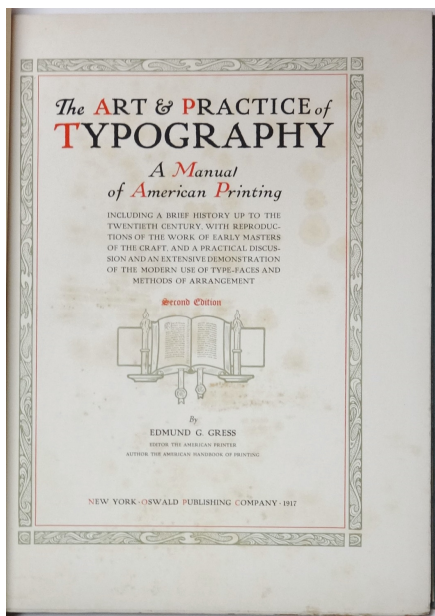 The ART & PRACTICE of
TYPOGRAPHY
A Manual
of American Printing
INCLUDING A BRIEF HISTORY UP TO THE
TWENTIETH CENTURY, WITH REPRODUC-
TIONS OF THE WORK OF EARLY MASTERS
OF THE CRAFT, AND A PRACTICAL DISCUS-
SION AND AN EXTENSIVE DEMONSTRATION
OF THE MODERN USE OF TYPE-FACES AND
METHODS OF ARRANGEMENT
Second Edition
By
EDMUND G. GRESS
EDITOR THE AMERICAN PRINTER
AUTHOR THE AMERICAN HANDBOOK OF PRINTING
NEW YORK·OSWALD PUBLISHING COMPANY·1917